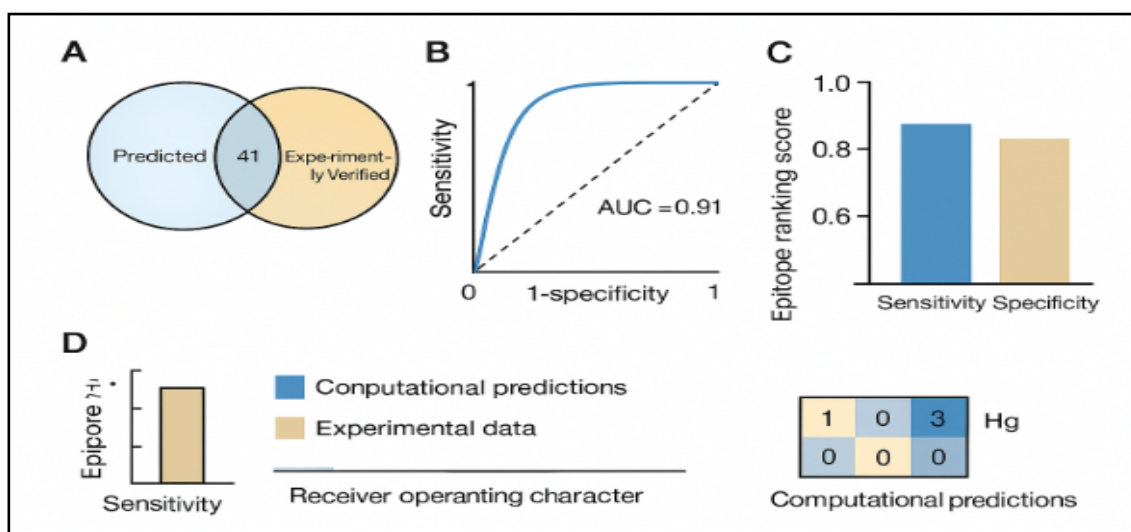 A
Predicted
41
Expe-riment-
ly Verified
B
1
Sensitivity
AUC = 0.91
0
1-specificity
1
C
1.0
0.8
0.6
Epitope ranking score
Sensitivity
Specificity
D
Epipore
Sensitivity
Conputational predictions
Experimental data
Receiver operanting character
1 0 3 Hg
0 0 0
Computational predictions